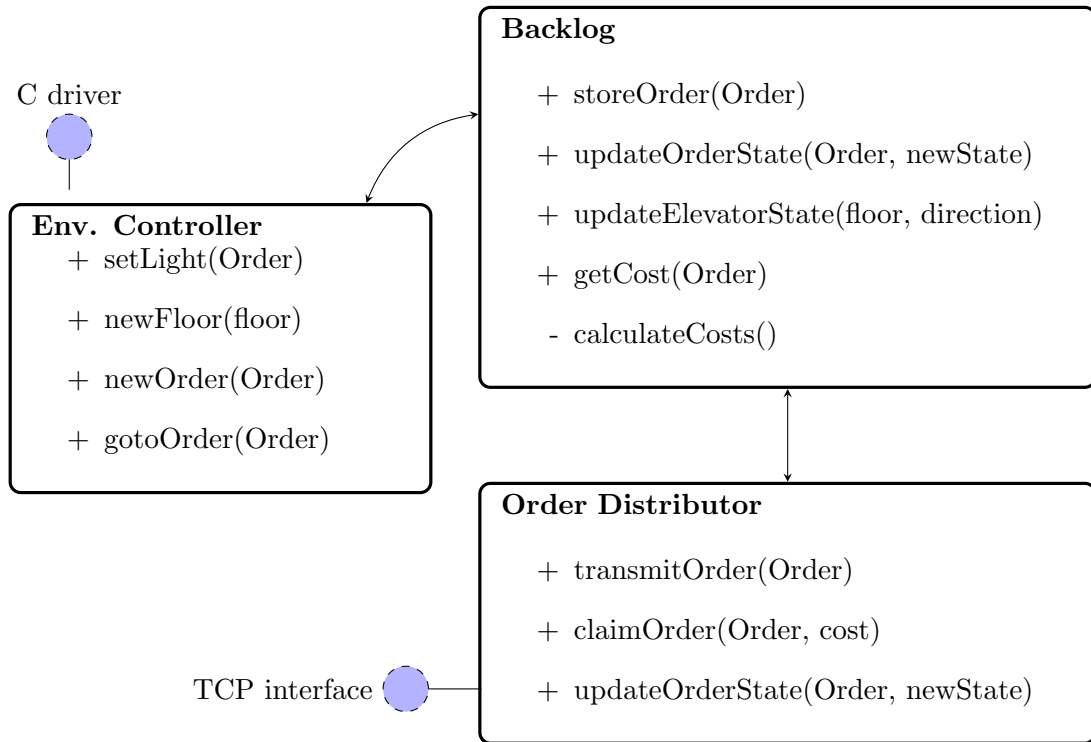 C driver
Env. Controller
+ setLight(Order)
+ newFloor(floor)
+ newOrder(Order)
+ gotoOrder(Order)
Backlog
+ storeOrder(Order)
+ updateOrderState(Order, newState)
+ updateElevatorState(floor, direction)
+ getCost(Order)
- calculateCosts()
Order Distributor
+ transmitOrder(Order)
+ claimOrder(Order, cost)
+ updateOrderState(Order, newState)
TCP interface